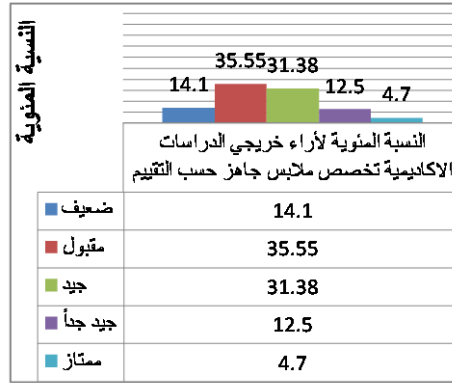 النسبة المئوية
14.1
35.55
31.38
12.5
4.7
النسبة المئوية لأراء خريجي الدراسات
الاكاديمية تخصص ملابس جاهز حسب التقييم
ضعيف 14.1
مقبول 35.55
جيد 31.38
جيد جداً 12.5
ممتاز 4.7